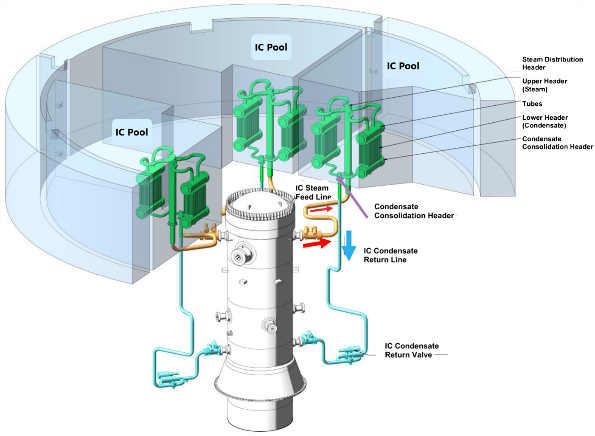 IC Pool
IC Pool
IC Pool
Steam Distribution
Header
Upper Header
(Steam)
Tubes
Lower Header
(Condensate)
Condensate
Consolidation Header
IC Steam
Feed Line
Condensate
Consolidation Header
IC Condensate
Return Line
IC Condensate
Return Valve